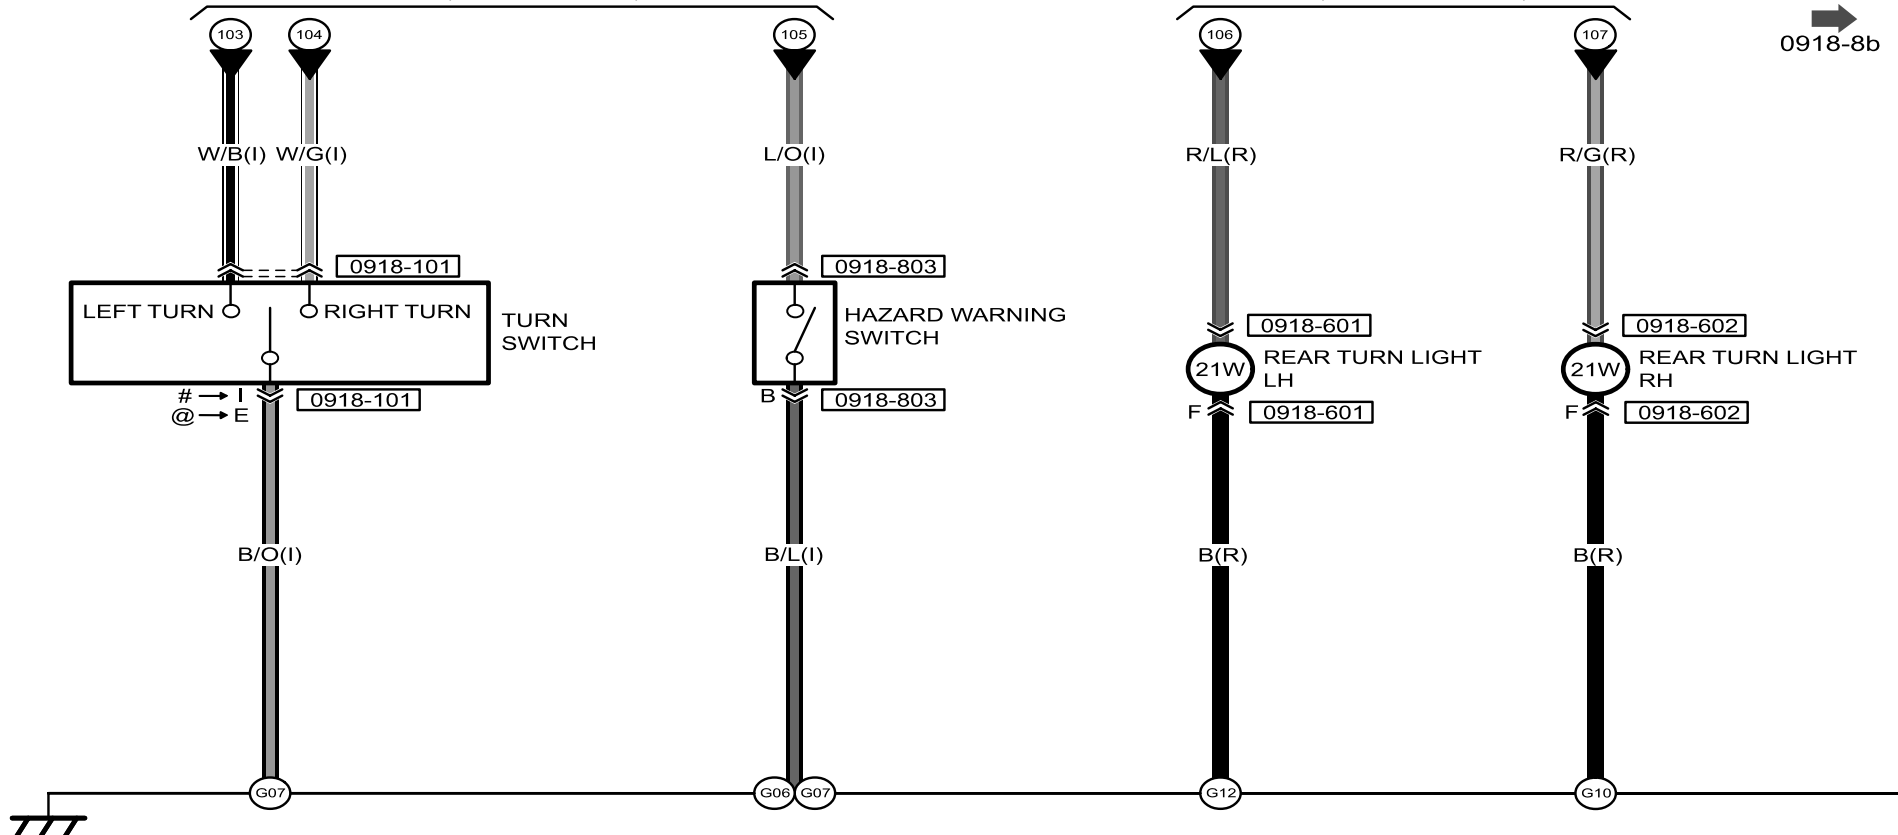 103 104 105 106 107
0918-8b
W/B(I) W/G(I) L/O(I) R/L(R) R/G(R)
0918-101 0918-803
LEFT TURN RIGHT TURN
TURN
SWITCH
HAZARD WARNING
SWITCH
0918-601 0918-602
21W REAR TURN LIGHT
LH
21W REAR TURN LIGHT
RH
# I 0918-101
@ E
B 0918-803
F 0918-601
F 0918-602
B/O(I) B/L(I) B(R) B(R)
G07 G06 G07 G12 G10